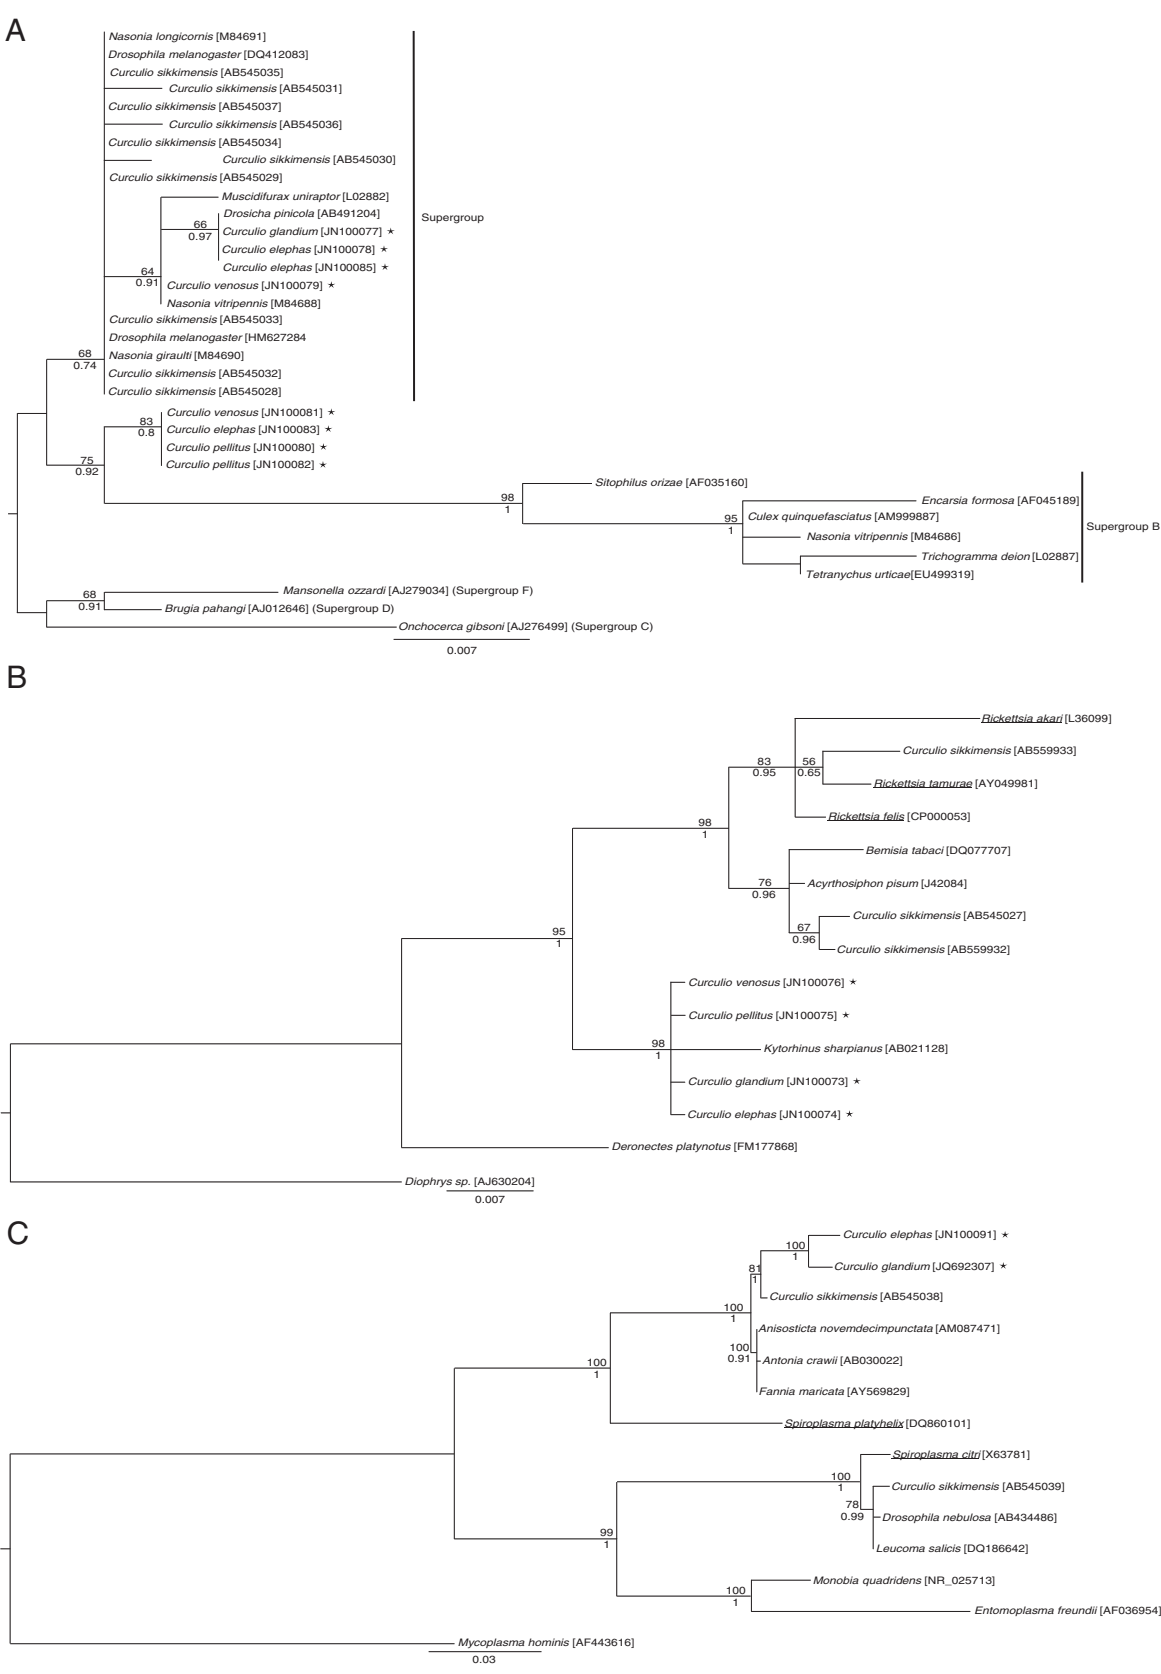 A
Nasonia longicornis [M84691]
Drosophila melanogaster [DQ412083]
Curculio sikkimensis [AB545035]
Curculio sikkimensis [AB545031]
Curculio sikkimensis [AB545037]
Curculio sikkimensis [AB545036]
Curculio sikkimensis [AB545034]
Curculio sikkimensis [AB545030]
Curculio sikkimensis [AB545029]
Muscidifurax uniraptor [L02882]
Drosicha pinicola [AB491204]
66
0.97
Curculio glandium [JN100077] ★
Supergroup
Curculio elephas [JN100078] ★
Curculio elephas [JN100085] ★
64
0.91
Curculio venosus [JN100079] ★
Nasonia vitripennis [M84688]
Curculio sikkimensis [AB545033]
Drosophila melanogaster [HM627284
68
0.74
Nasonia giraulti [M84690]
Curculio sikkimensis [AB545032]
Curculio sikkimensis [AB545028]
Curculio venosus [JN100081] ★
83
0.8
Curculio elephas [JN100083] ★
Curculio pellitus [JN100080] ★
75
0.92
Curculio pellitus [JN100082] ★
Sitophilus orizae [AF035160]
98
1
Encarsia formosa [AF045189]
95
1
Culex quinquefasciatus [AM999887]
Supergroup B
Nasonia vitripennis [M84686]
Trichogramma deion [L02887]
Tetranychus urticae[EU499319]
68
0.91
Mansonella ozzardi [AJ279034] (Supergroup F)
Brugia pahangi [AJ012646] (Supergroup D)
Onchocerca gibsoni [AJ276499] (Supergroup C)
0.007
B
Rickettsia akari [L36099]
Curculio sikkimensis [AB559933]
83
0.95
56
0.65
Rickettsia tamurae [AY049981]
Rickettsia felis [CP000053]
98
1
Bemisia tabaci [DQ077707]
76
0.96
Acyrthosiphon pisum [J42084]
Curculio sikkimensis [AB545027]
67
0.96
Curculio sikkimensis [AB559932]
95
1
Curculio venosus [JN100076] ★
Curculio pellitus [JN100075] ★
98
1
Kytorhinus sharpianus [AB021128]
Curculio glandium [JN100073] ★
Curculio elephas [JN100074] ★
Deronectes platynotus [FM177868]
Diophrys sp. [AJ630204]
0.007
C
Curculio elephas [JN100091] ★
100
1
Curculio glandium [JQ692307] ★
81
1
Curculio sikkimensis [AB545038]
100
1
Anisosticta novemdecimpunctata [AM087471]
100
0.91
Antonia crawii [AB030022]
100
1
Fannia maricata [AY569829]
Spiroplasma platyhelix [DQ860101]
Spiroplasma citri [X63781]
100
1
Curculio sikkimensis [AB545039]
78
0.99
Drosophila nebulosa [AB434486]
99
1
Leucoma salicis [DQ186642]
Monobia quadridens [NR_025713]
100
1
Entomoplasma freundii [AF036954]
Mycoplasma hominis [AF443616]
0.03